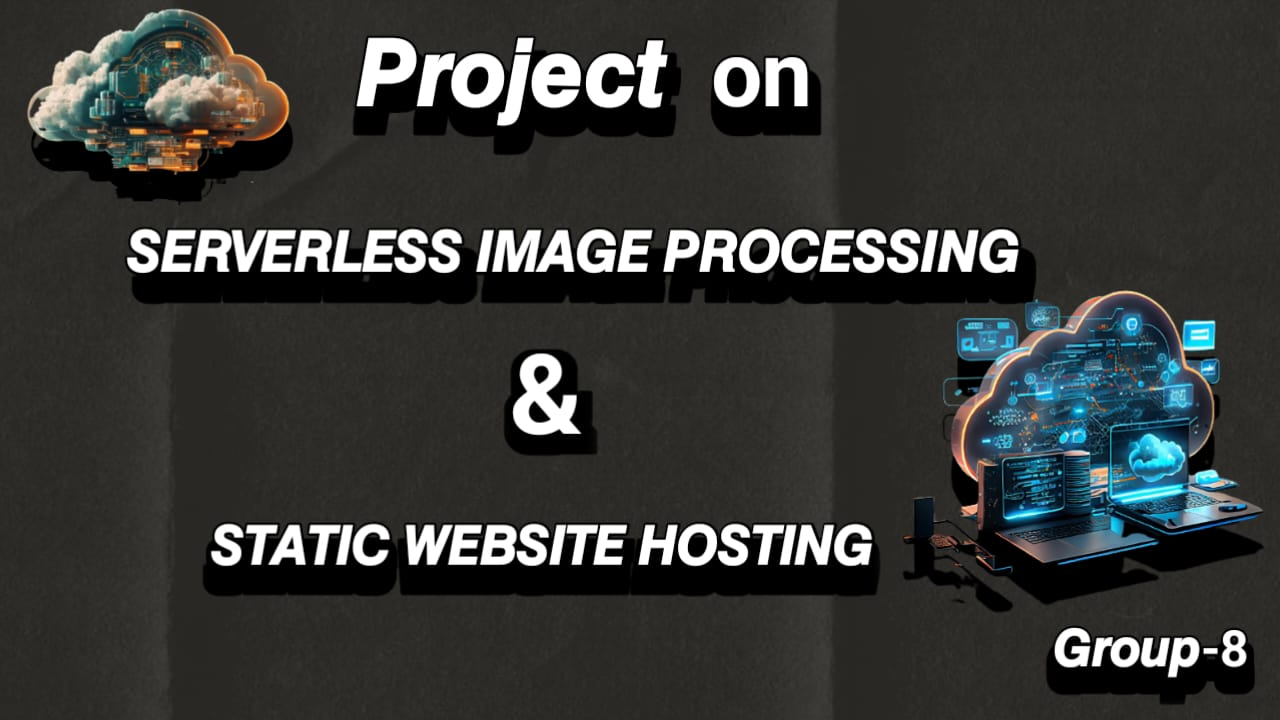 Project on
SERVERLESS IMAGE PROCESSING
&
STATIC WEBSITE HOSTING
Group-8